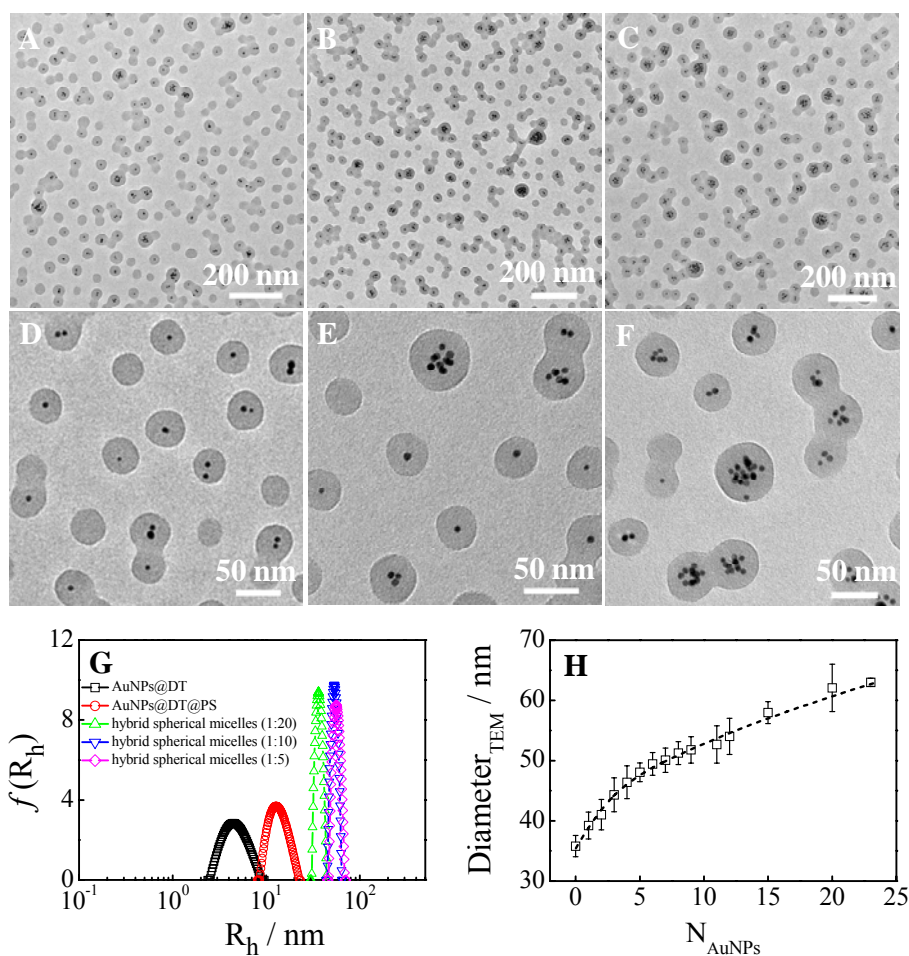 A
B
C
200 nm
200 nm
200 nm
D
E
F
50 nm
50 nm
50 nm
G
12
8
4
0
f(Rh)
AuNPs@DT
AuNPs@DT@PS
hybrid spherical micelles (1:20)
hybrid spherical micelles (1:10)
hybrid spherical micelles (1:5)
10-1
100
101
102
Rh / nm
H
70
60
50
40
30
DiameterTEM / nm
0
5
10
15
20
25
NAuNPs